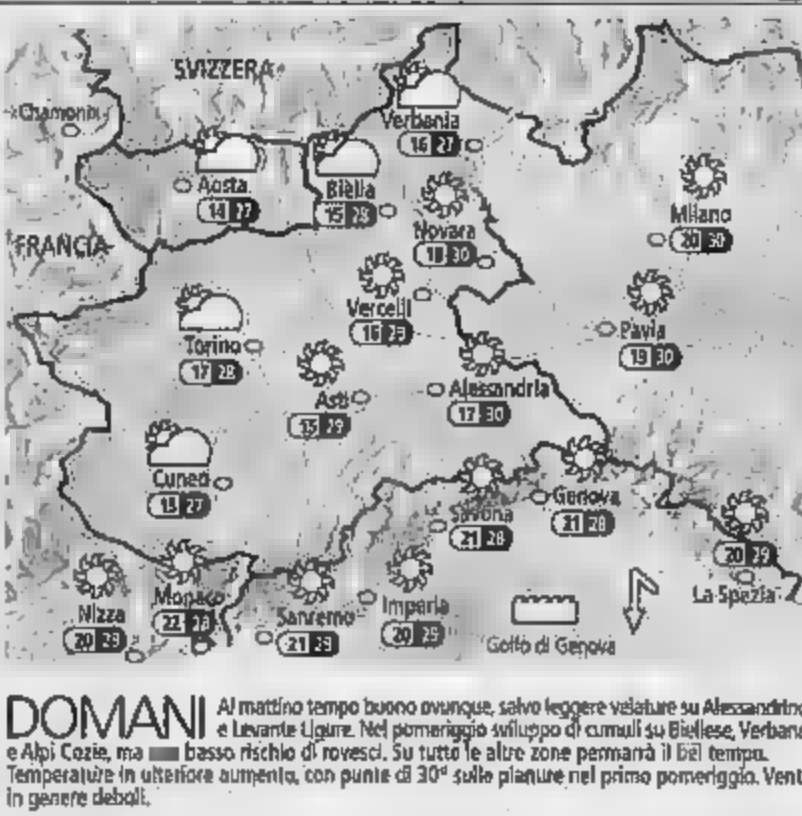 SVIZZERA
Chamonix
Verbania
16 27
Aosta
14 27
Biella
15 28
Milano
20 30
Novara
18 30
FRANCIA
Vercelli
16 29
Pavia
19 30
Torino
17 28
Asti
15 29
Alessandria
17 30
Cuneo
13 27
Genova
21 28
Savona
21 28
20 29
La Spezia
Nizza
20 29
Monaco
22
Sanremo
21
Imperia
20 29
Golfo di Genova
DOMANI Al mattino tempo buono ovunque, salvo leggere velature su Alessandrino
e Levante Ligure. Nel pomeriggio sviluppo di cumuli su Biellese, Verbano
e Alpi Cozie, ma basso rischio di rovesci. Su tutte le altre zone permarrà il bel tempo.
Temperature in ulteriore aumento, con punte di 30° sulle pianure nel primo pomeriggio. Vent
in genere deboli.